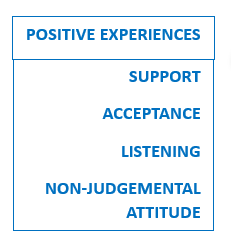 POSITIVE EXPERIENCES
SUPPORT
ACCEPTANCE
LISTENING
NON-JUDGEMENTAL
ATTITUDE